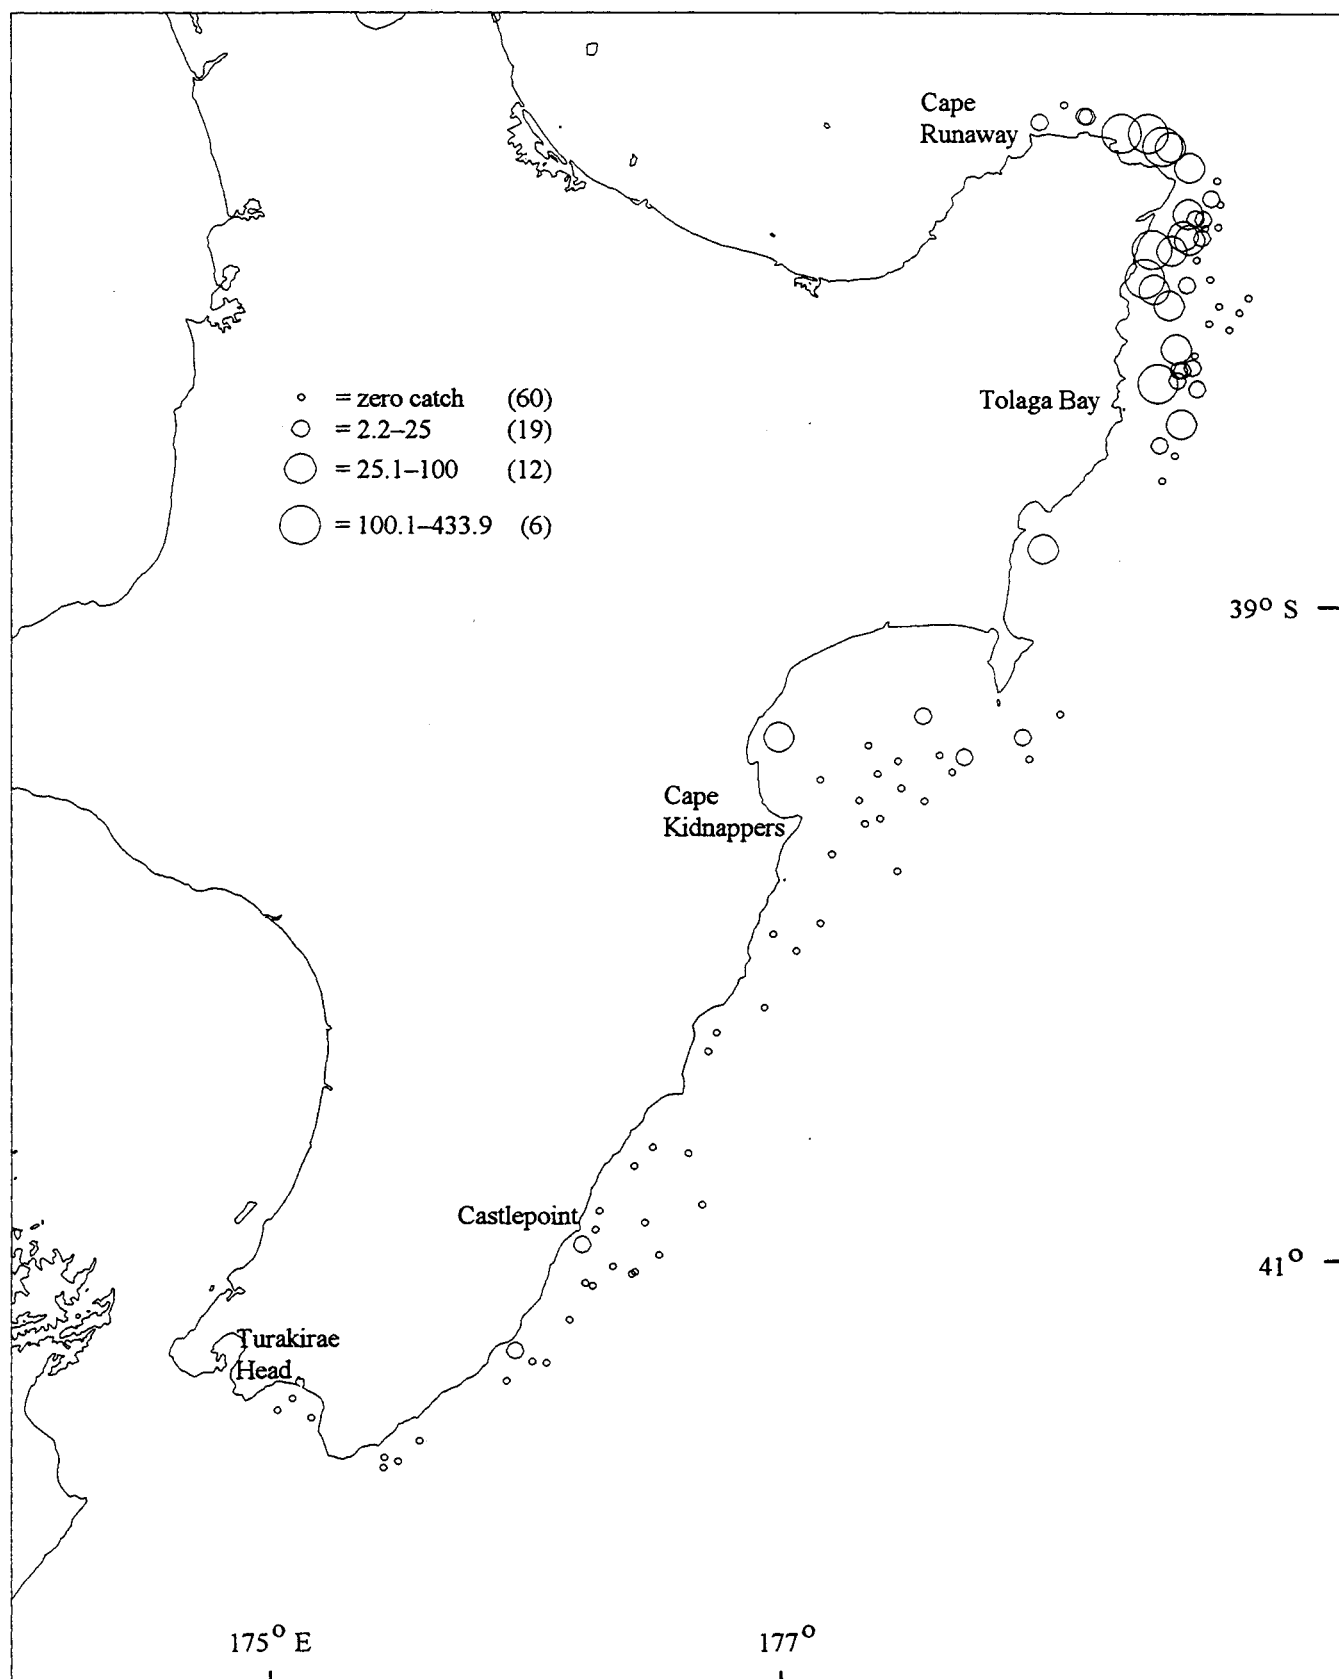 Cape
Runaway
= zero catch (60)
= 2.2–25 (19)
= 25.1–100 (12)
= 100.1–433.9 (6)
Tolaga Bay
39° S
Cape
Kidnappers
Castlepoint
41°
Turakirae
Head
175° E
177°